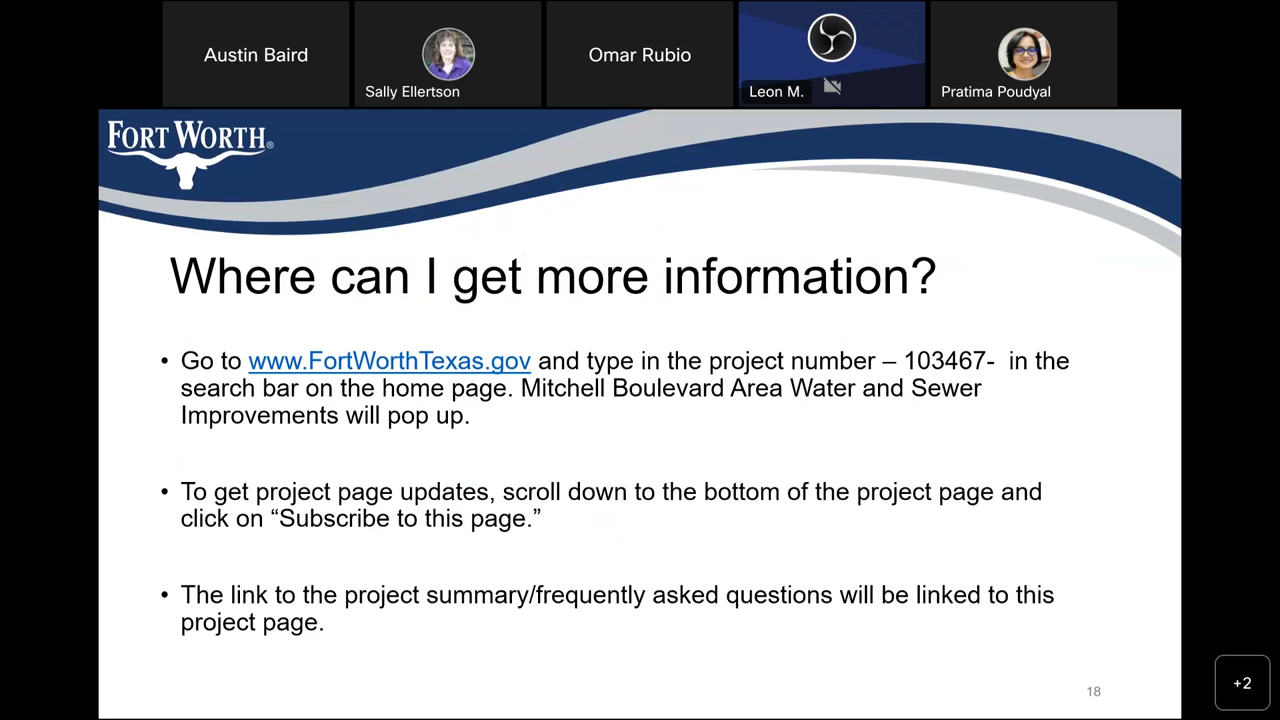 Austin Baird
Sally Ellertson
Omar Rubio
Leon M.
Pratima Poudyal
FORT WORTH®
Where can I get more information?
• Go to www.FortWorthTexas.gov and type in the project number – 103467- in the
search bar on the home page. Mitchell Boulevard Area Water and Sewer
Improvements will pop up.
• To get project page updates, scroll down to the bottom of the project page and
click on “Subscribe to this page.”
• The link to the project summary/frequently asked questions will be linked to this
project page.
18
+2